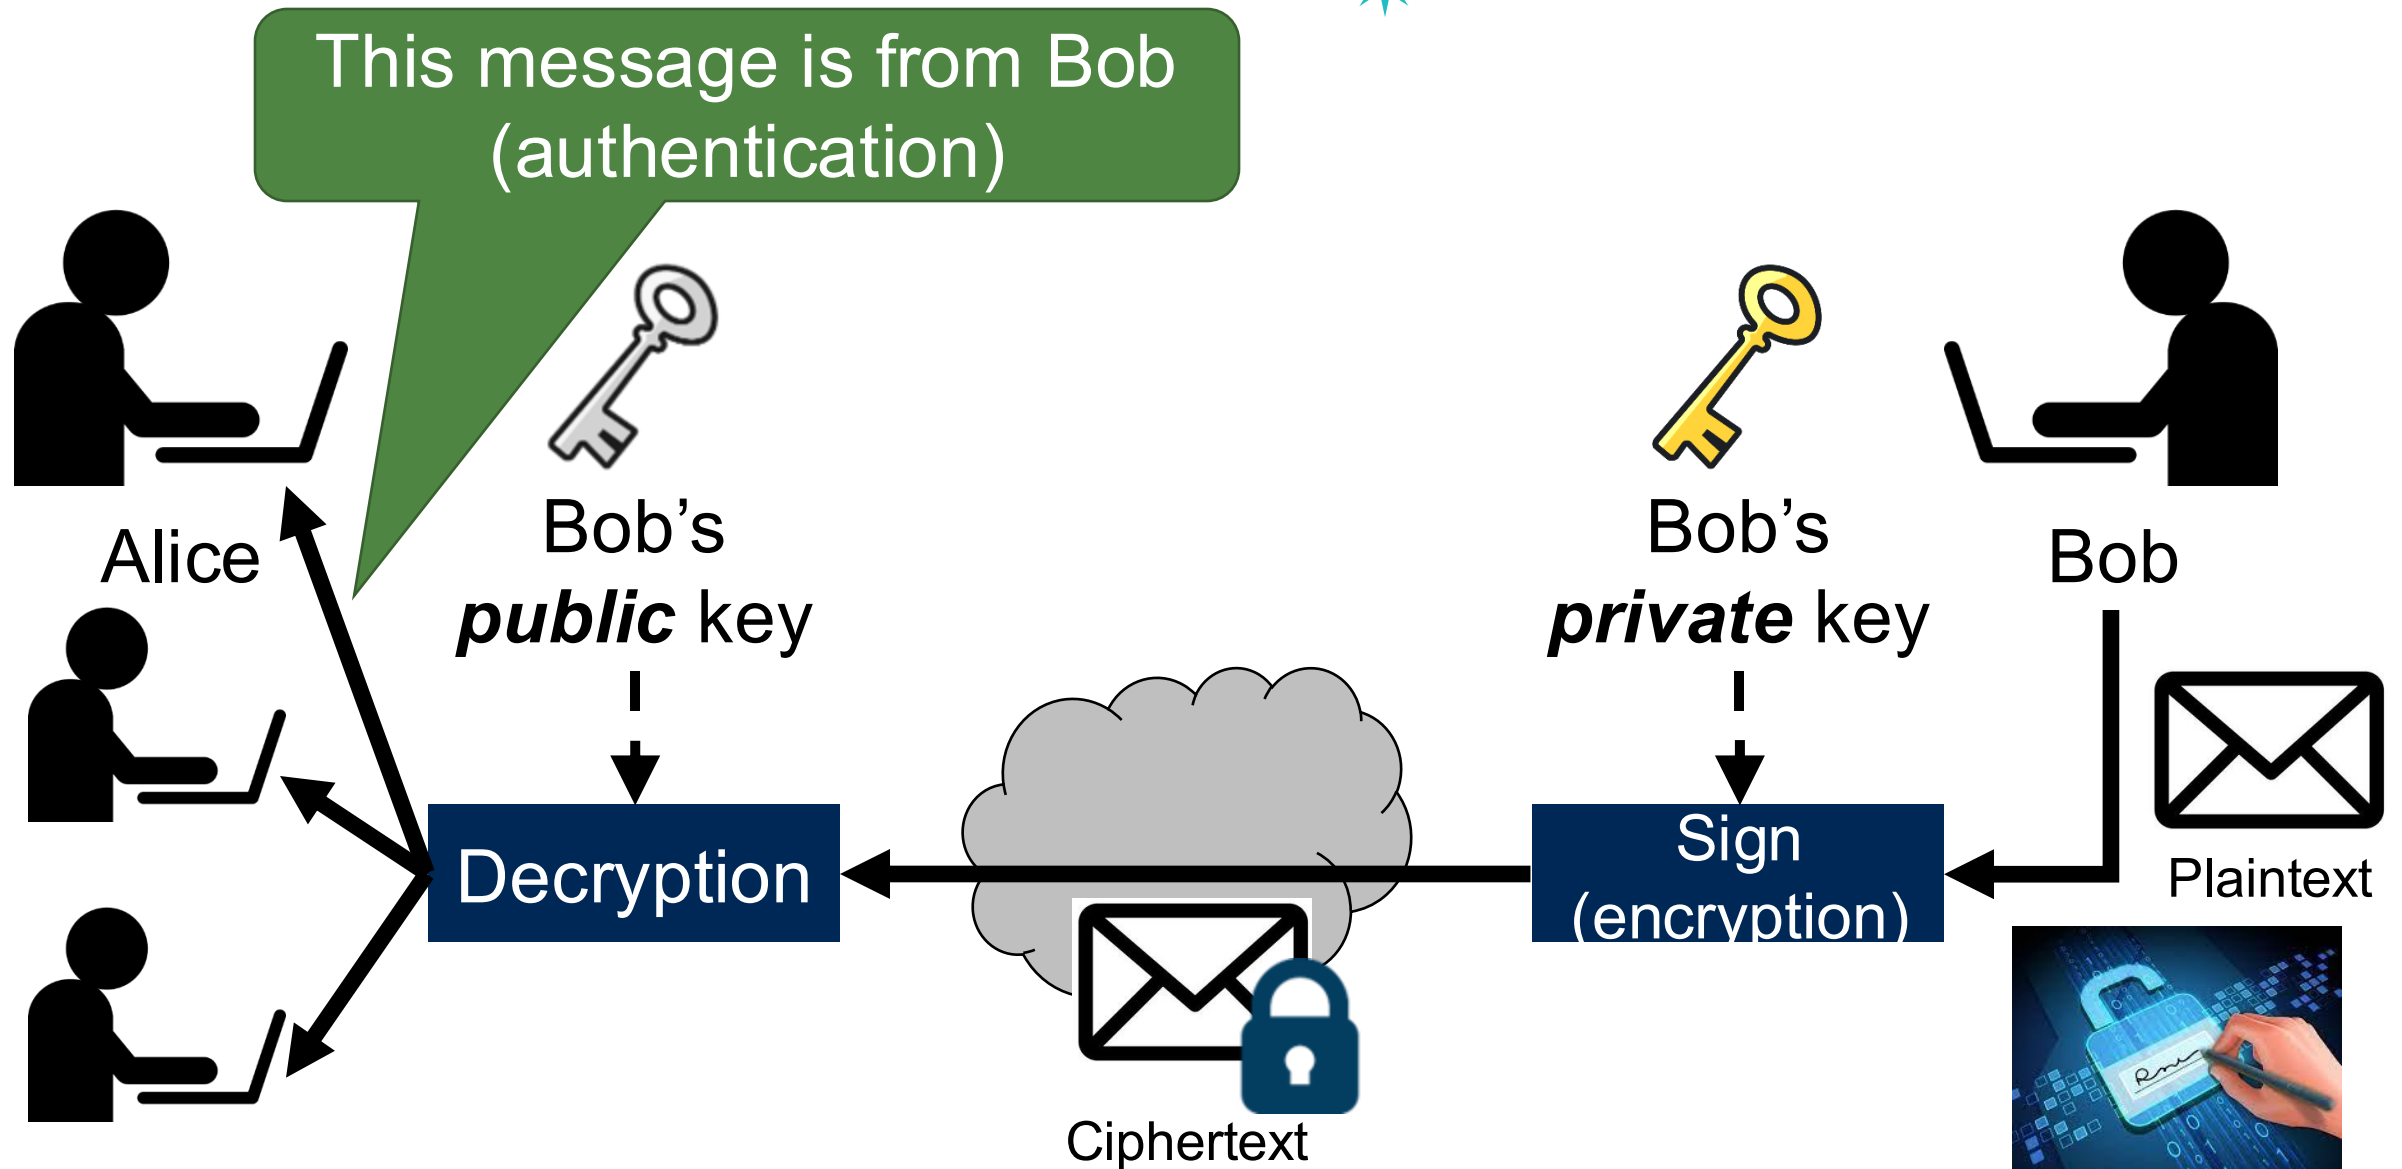 This message is from Bob
(authentication)
Alice
Bob’s
public key
Bob’s
private key
Bob
Decryption
Sign
(encryption)
Plaintext
Ciphertext